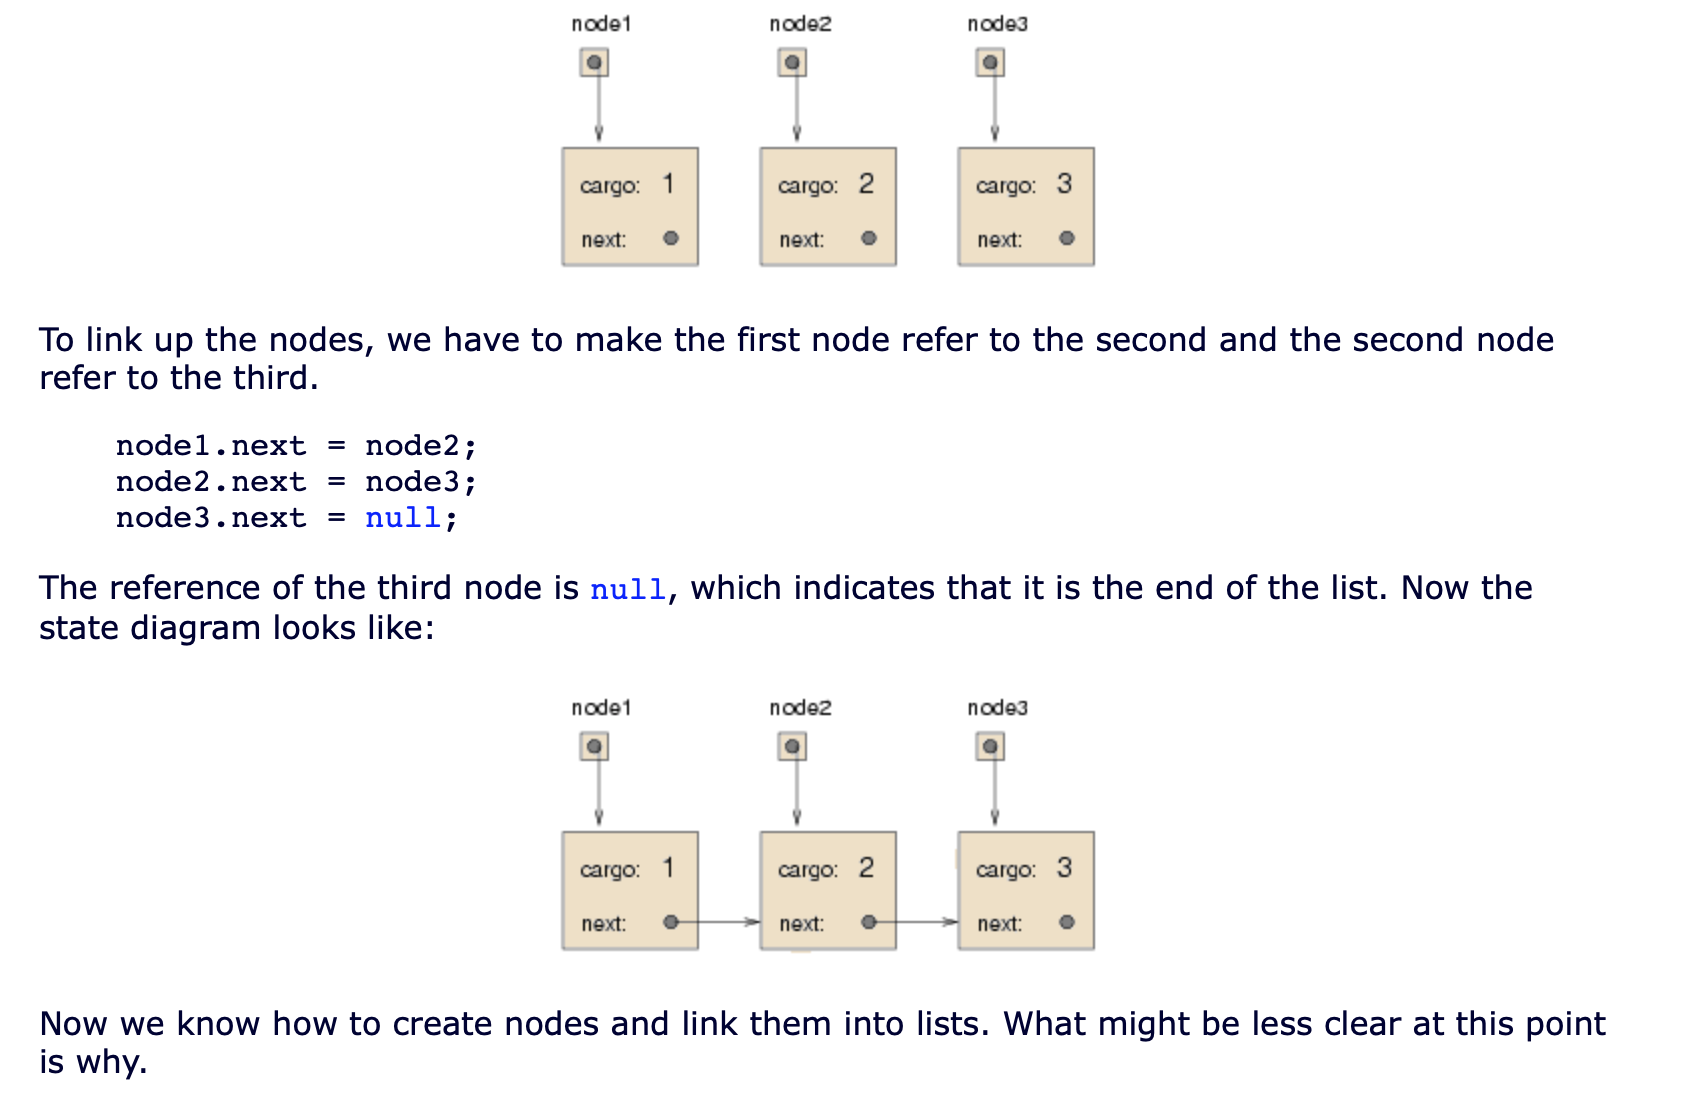 node1 node2 node3
cargo: 1 cargo: 2 cargo: 3
next: next: next:
To link up the nodes, we have to make the first node refer to the second and the second node
refer to the third.
node1.next = node2;
node2.next = node3;
node3.next = null;
The reference of the third node is null, which indicates that it is the end of the list. Now the
state diagram looks like:
node1 node2 node3
cargo: 1 cargo: 2 cargo: 3
next: next: next:
Now we know how to create nodes and link them into lists. What might be less clear at this point
is why.